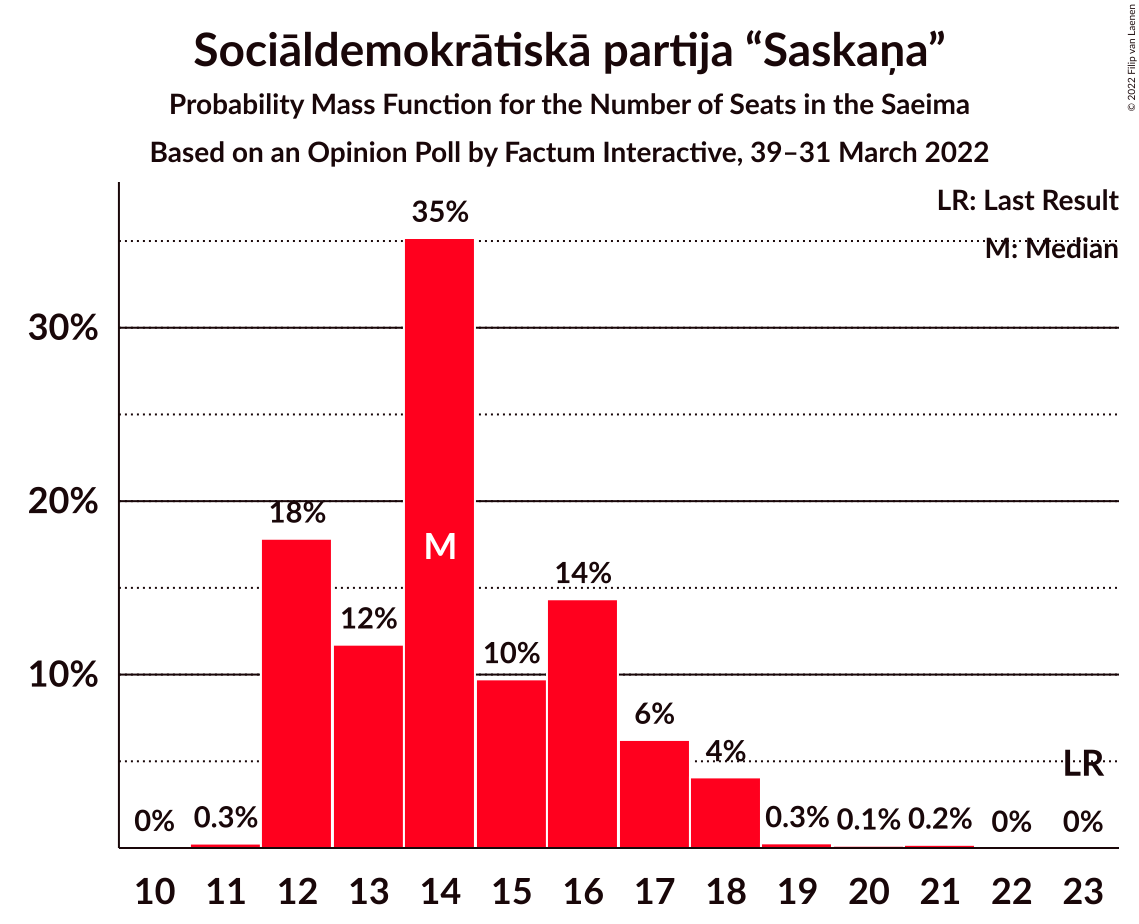 Sociāldemokrātiskā partija “Saskaņa”
Probability Mass Function for the Number of Seats in the Saeima
Based on an Opinion Poll by Factum Interactive, 39–31 March 2022
© 2022 Filip van Laenen
LR: Last Result
M: Median
30%
20%
10%
0%
0.3%
18%
12%
35%
M
10%
14%
6%
4%
0.3%
0.1%
0.2%
0%
LR
0%
10 11 12 13 14 15 16 17 18 19 20 21 22 23